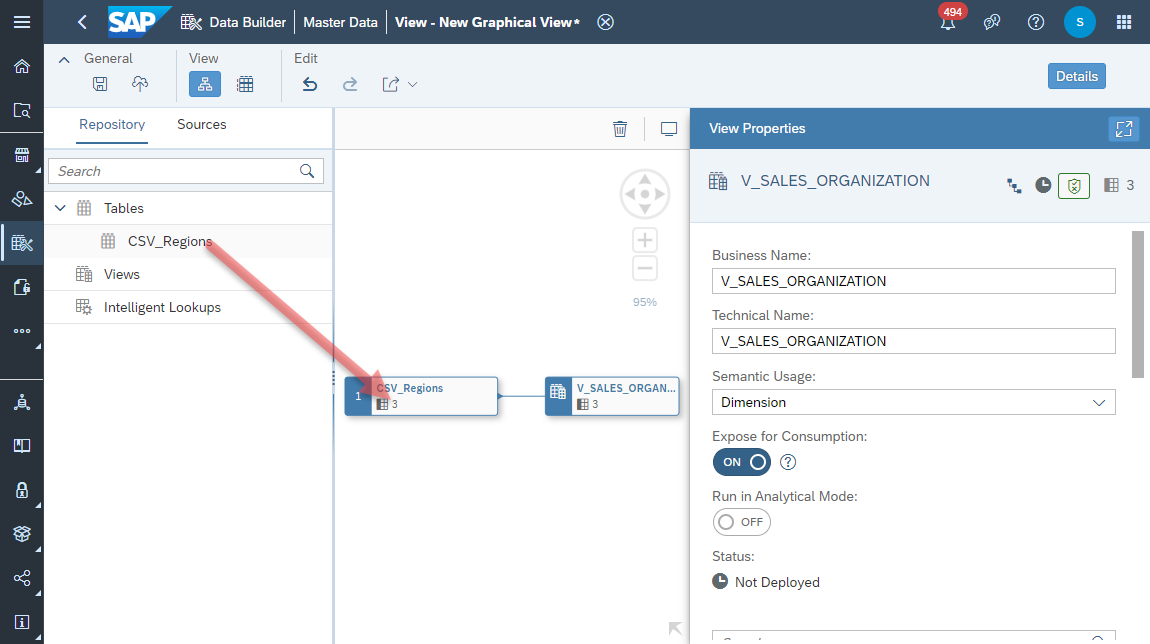 SAP
Data Builder
Master Data
View - New Graphical View*
494
S
General
View
Edit
Details
Repository
Sources
Search
Tables
CSV_Regions
Views
Intelligent Lookups
95%
1
CSV_Regions
3
V_SALES_ORGAN...
3
View Properties
V_SALES_ORGANIZATION
3
Business Name:
V_SALES_ORGANIZATION
Technical Name:
V_SALES_ORGANIZATION
Semantic Usage:
Dimension
Expose for Consumption:
ON
Run in Analytical Mode:
OFF
Status:
Not Deployed